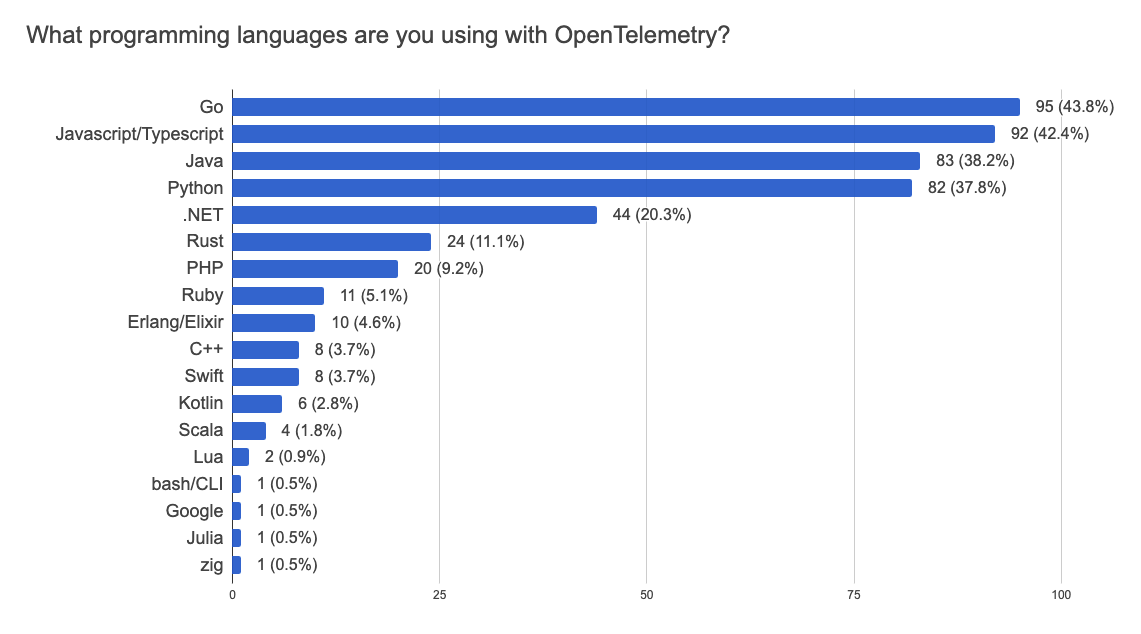 What programming languages are you using with OpenTelemetry?
Go 95 (43.8%)
Javascript/Typescript 92 (42.4%)
Java 83 (38.2%)
Python 82 (37.8%)
.NET 44 (20.3%)
Rust 24 (11.1%)
PHP 20 (9.2%)
Ruby 11 (5.1%)
Erlang/Elixir 10 (4.6%)
C++ 8 (3.7%)
Swift 8 (3.7%)
Kotlin 6 (2.8%)
Scala 4 (1.8%)
Lua 2 (0.9%)
bash/CLI 1 (0.5%)
Google 1 (0.5%)
Julia 1 (0.5%)
zig 1 (0.5%)
0 25 50 75 100